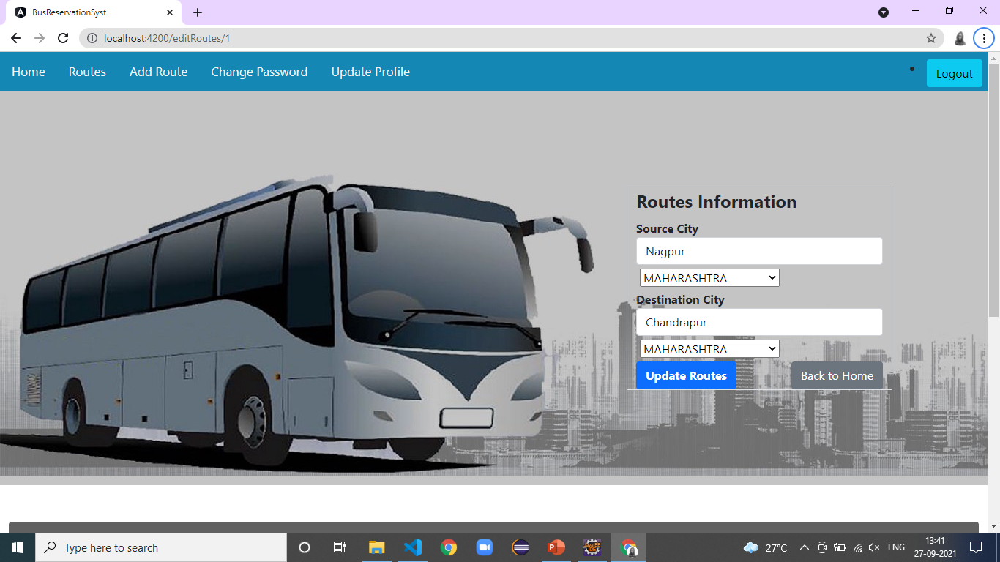 BusReservationSyst
localhost:4200/editRoutes/1
Home Routes Add Route Change Password Update Profile Logout
Routes Information
Source City
Nagpur
MAHARASHTRA
Destination City
Chandrapur
MAHARASHTRA
Update Routes Back to Home
Type here to search
27°C
ENG
13:41
27-09-2021